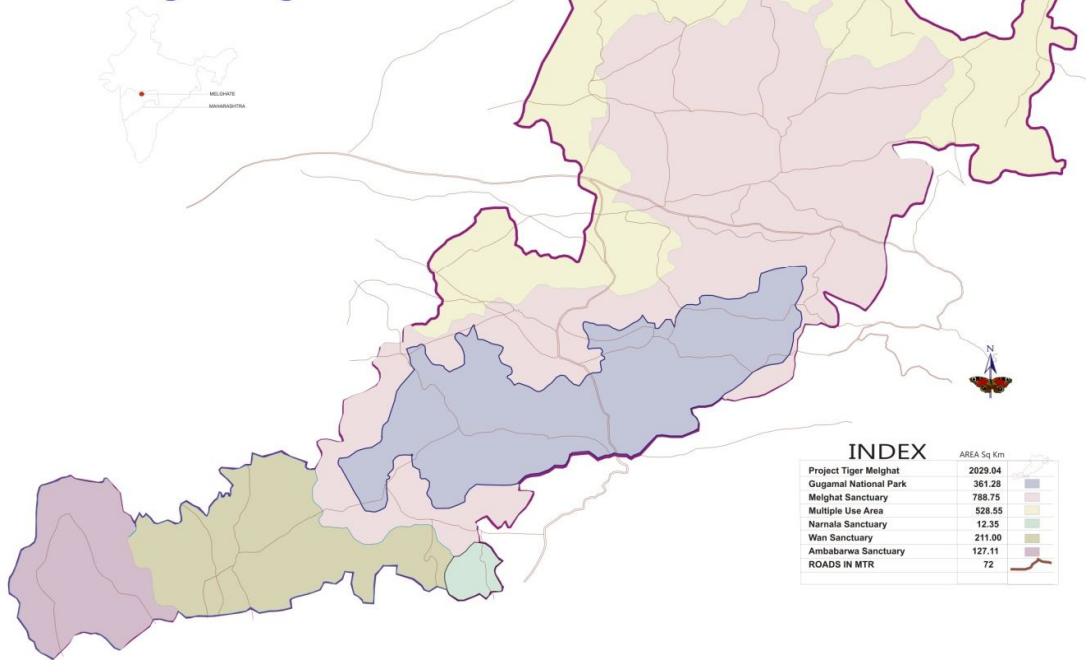 MELGHATE
MAHARASHTRA
N
INDEX
AREA Sq Km
Project Tiger Melghat 2029.04
Gugamal National Park 361.28
Melghat Sanctuary 788.75
Multiple Use Area 528.55
Narnala Sanctuary 12.35
Wan Sanctuary 211.00
Ambabarwa Sanctuary 127.11
ROADS IN MTR 72